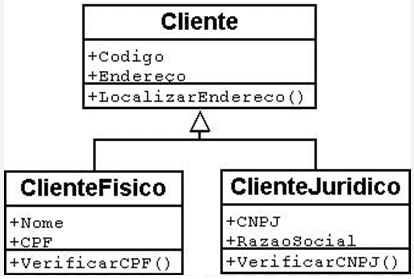 Cliente
+Codigo
+Endereço
+LocalizarEndereco()
ClienteFisico
+Nome
+CPF
+VerificarCPF()
ClienteJuridico
+CNPJ
+RazaoSocial
+VerificarCNPJ()